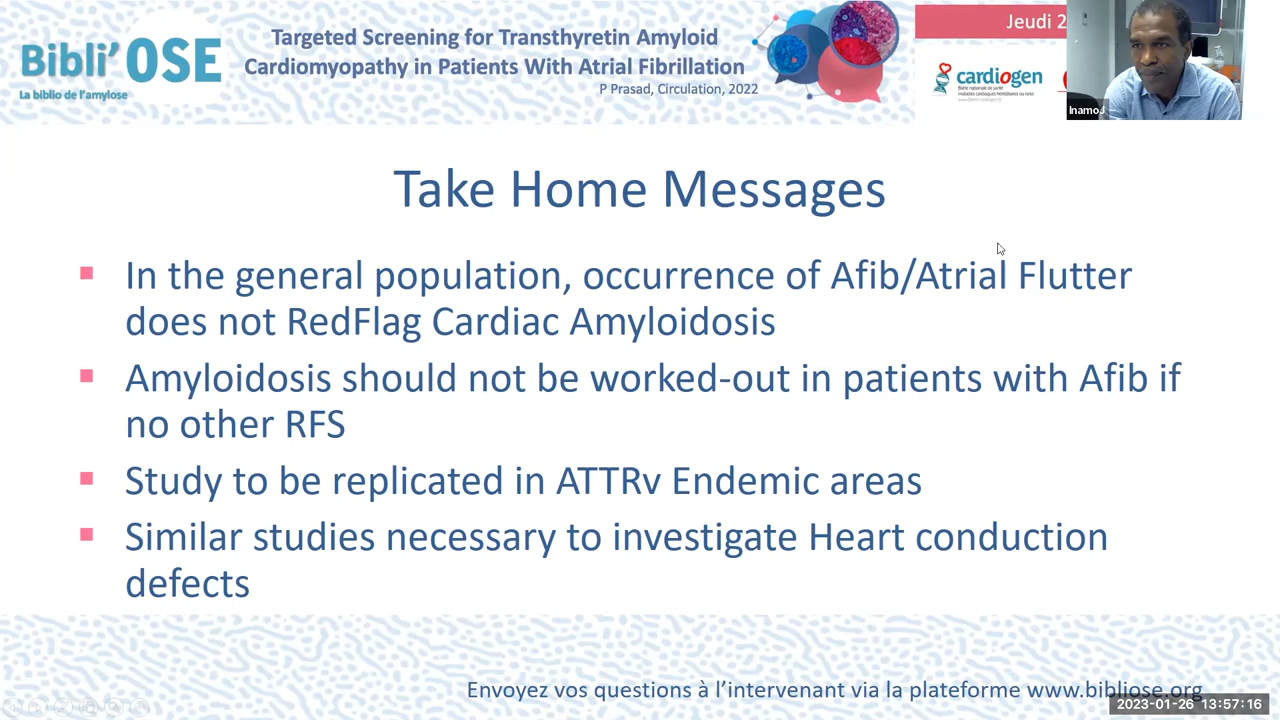 Bibli'OSE
La biblio de l'amylose
Targeted Screening for Transthyretin Amyloid
Cardiomyopathy in Patients With Atrial Fibrillation
P Prasad, Circulation, 2022
Jeudi 2
cardiogen
InamoJ
Take Home Messages
In the general population, occurrence of Afib/Atrial Flutter
does not RedFlag Cardiac Amyloidosis
Amyloidosis should not be worked-out in patients with Afib if
no other RFS
Study to be replicated in ATTRv Endemic areas
Similar studies necessary to investigate Heart conduction
defects
Envoyez vos questions à l'intervenant via la plateforme www.bibliose.org
2023-01-26 13:57:16